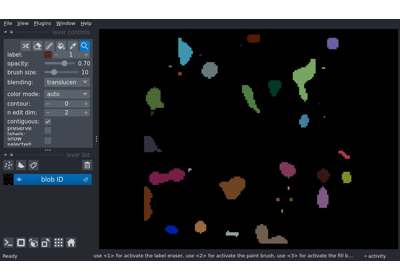 File View Plugins Window Help
layer controls
label: 1
opacity: 0.70
brush size: 10
blending: translucen
color mode: auto
contour: 0
n edit dim: 2
contiguous:
preserve labels:
show selected:
layer list
blob ID
Ready
use <1> for activate the label eraser, use <2> for activate the paint brush, use <3> for activate the fill b...
activity